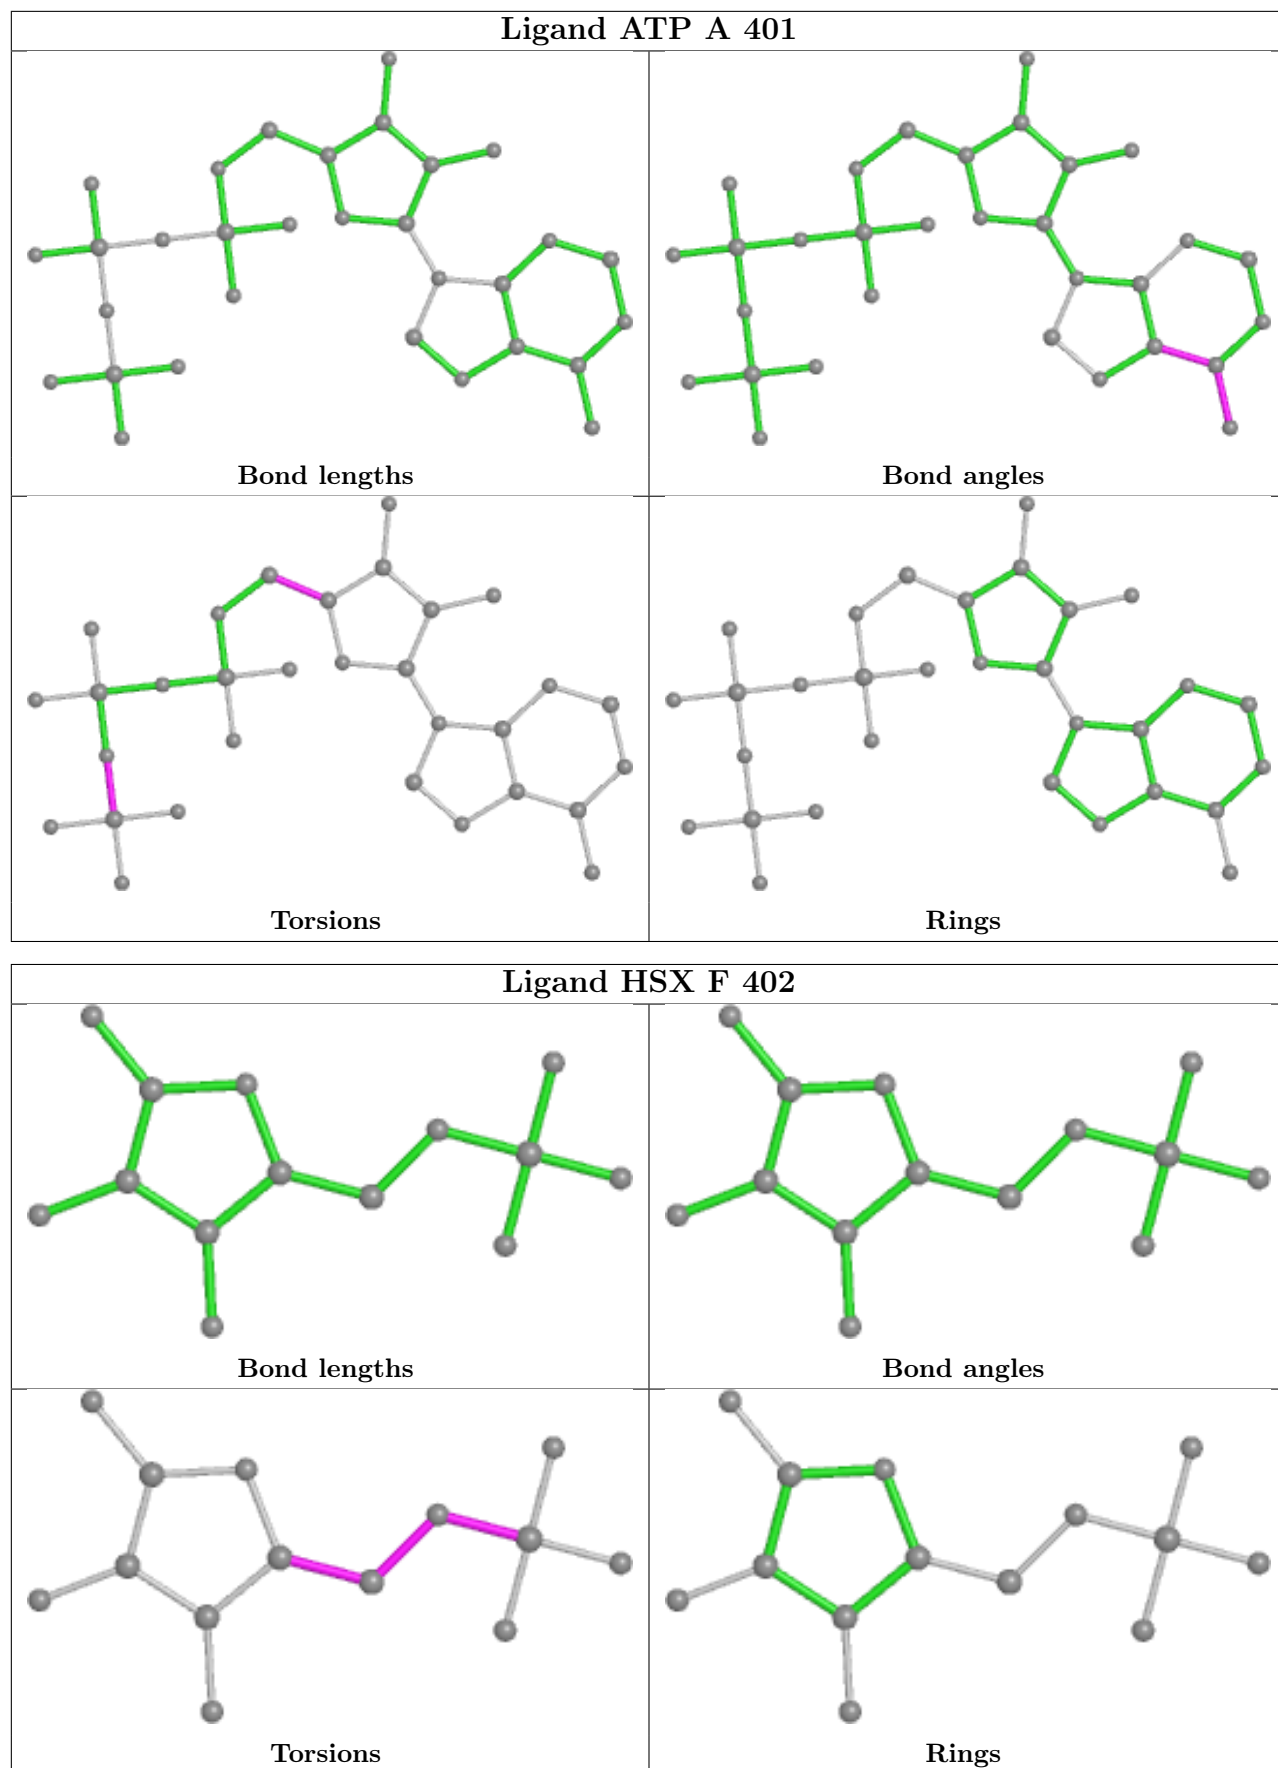 Ligand ATP A 401
Bond lengths
Bond angles
Torsions
Rings
Ligand HSX F 402
Bond lengths
Bond angles
Torsions
Rings